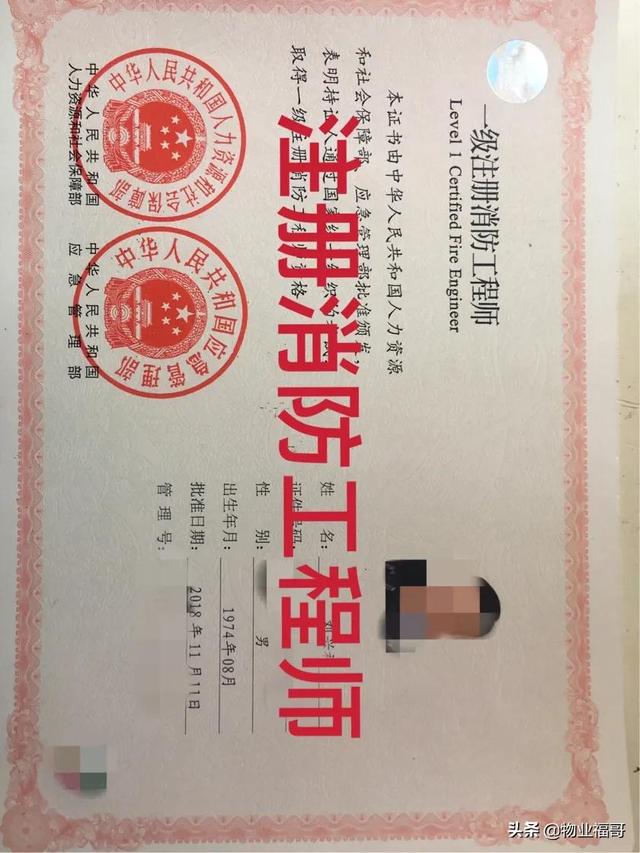 一级注册消防工程师
Level 1 Certified Fire Engineer
本证书由中华人民共和国人力资源
和社会保障部、应急管理部批准颁发,
表明持证人通过国家统一组织的考试,
取得一级注册消防工程师资格
中华人民共和国
人力资源和社会保障部
中华人民共和国
应急管理部
中华人民共和国人力资源和社会保障部
中华人民共和国应急管理部
姓名:
证件号码:
性别: 男
出生年月: 1974年08月
批准日期: 2018年11月11日
管理号:
注册消防工程师
头条 @物业福哥